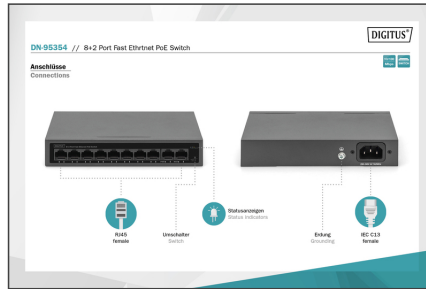 DIGITUS®
DN-95354 // 8+2 Port Fast Ethrtnet PoE Switch
Anschlüsse
Connections
Statusanzeigen
Status Indicators
RJ45
female
Umschalter
Switch
Erdung
Grounding
IEC C13
female